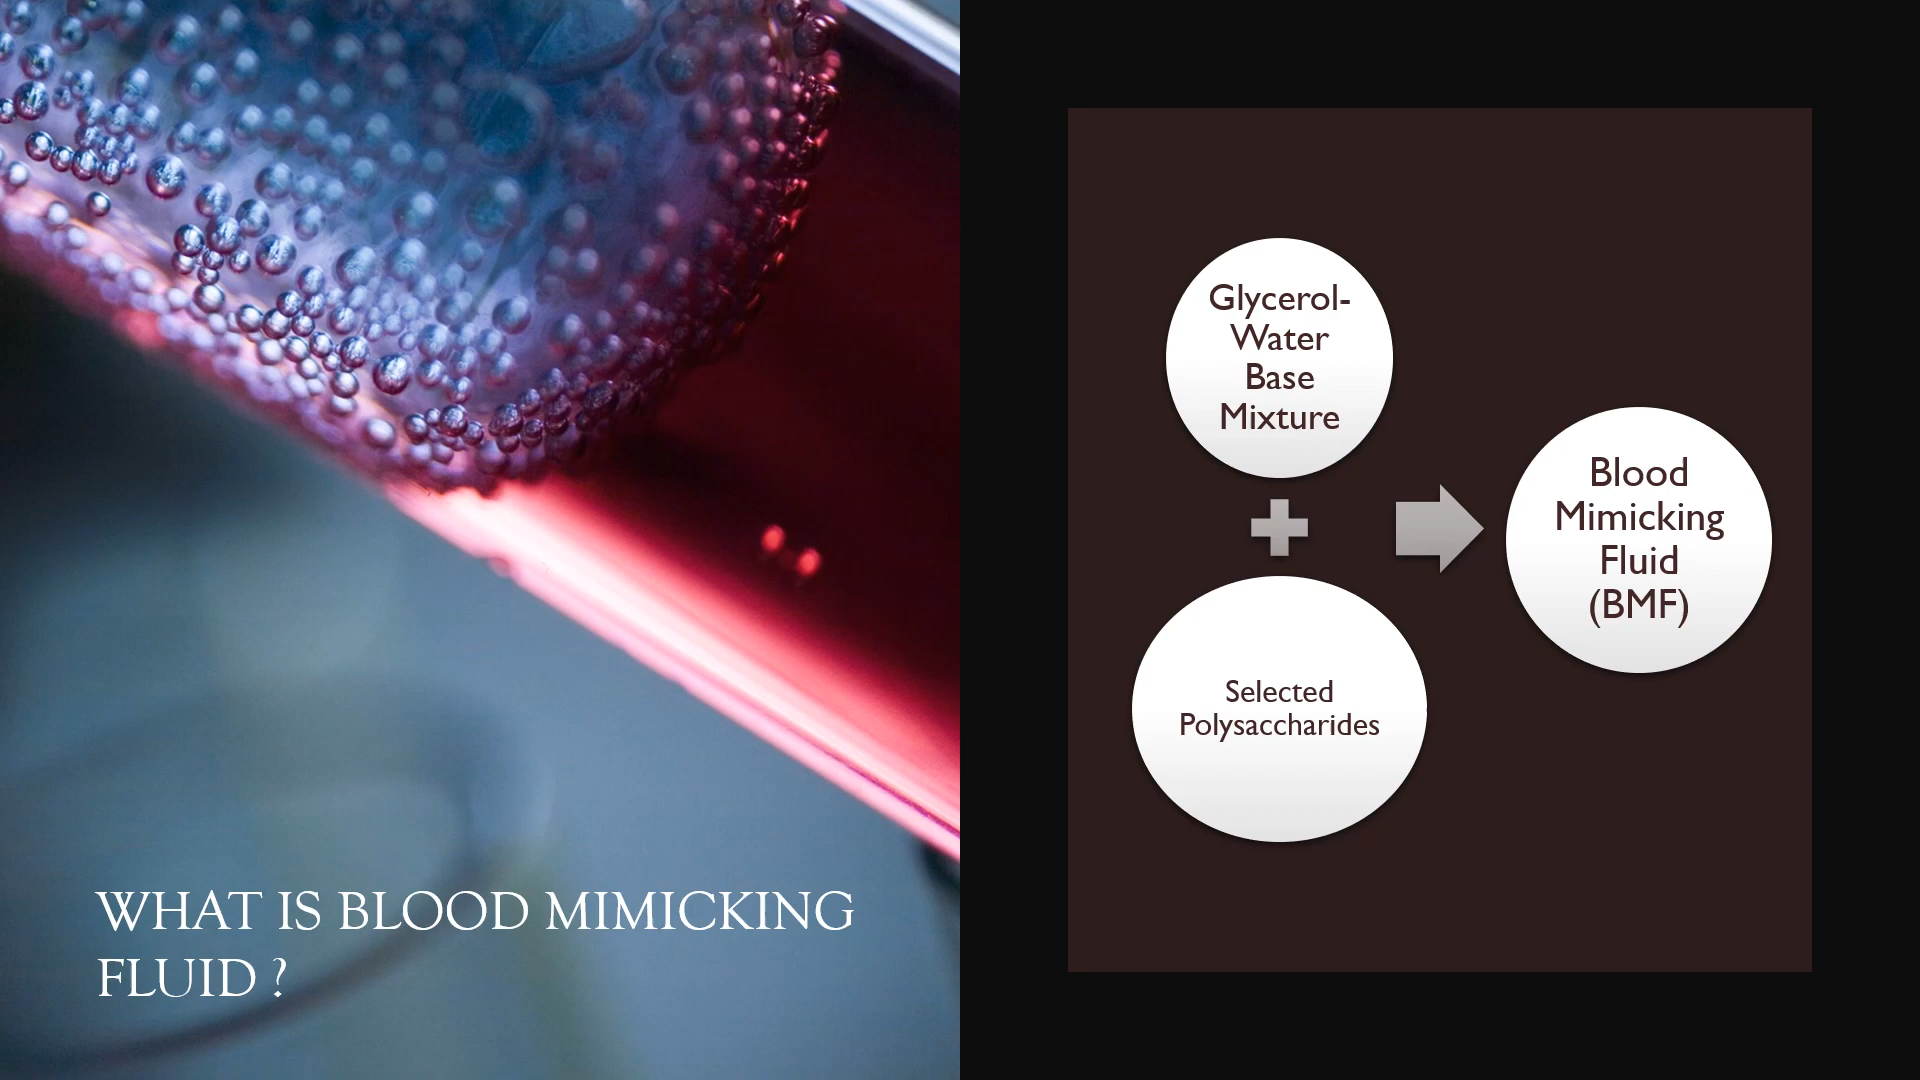 WHAT IS BLOOD MIMICKING
FLUID ?
Glycerol-
Water
Base
Mixture
Selected
Polysaccharides
Blood
Mimicking
Fluid
(BMF)